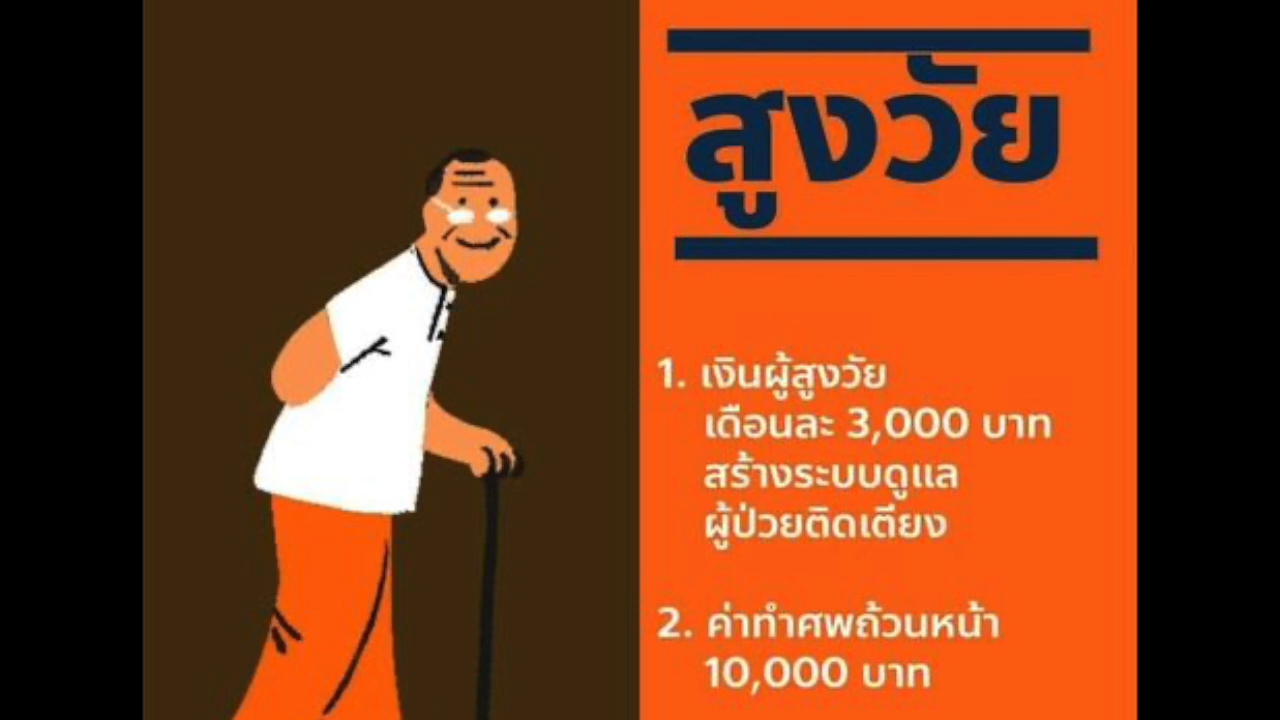 สูงวัย
1. เงินผู้สูงวัย
เดือนละ 3,000 บาท
สร้างระบบดูแล
ผู้ป่วยติดเตียง
2. ค่าทำศพถ้วนหน้า
10,000 บาท